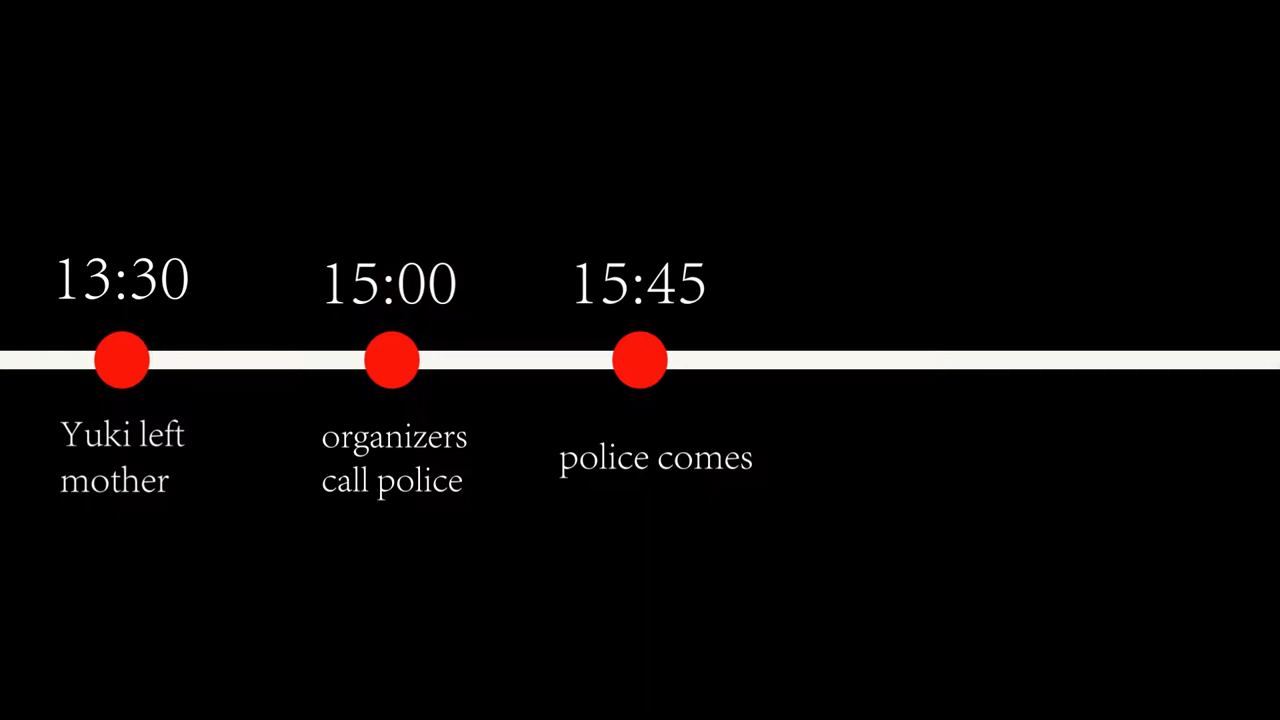 13:30
15:00
15:45
Yuki left
mother
organizers
call police
police comes